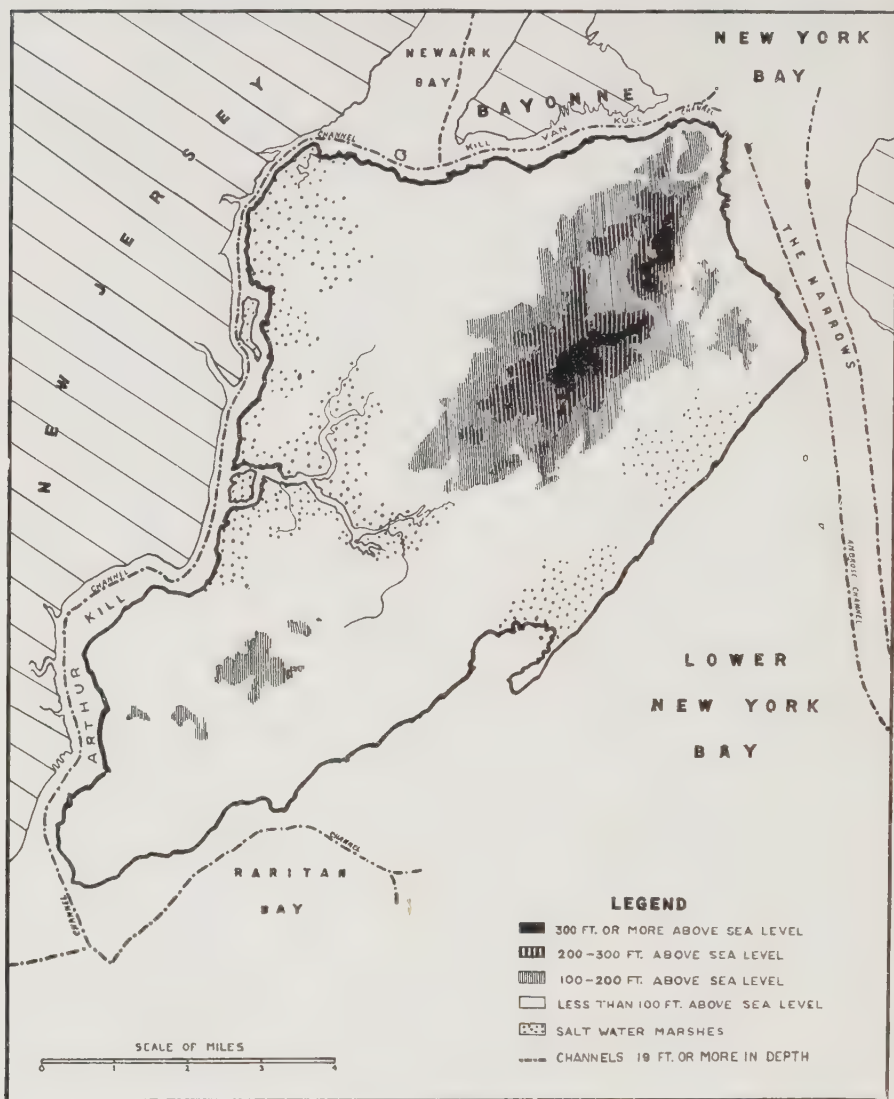 NEW YORK
BAY
NEWARK
BAY
BAYONNE
CHANNEL
KILL VAN KULL
CHANNEL
NEW JERSEY
THE NARROWS
AMBROSE CHANNEL
CHANNEL
ARTHUR KILL
LOWER
NEW YORK
BAY
CHANNEL
RARITAN
BAY
CHANNEL
LEGEND
300 FT. OR MORE ABOVE SEA LEVEL
200-300 FT. ABOVE SEA LEVEL
100-200 FT. ABOVE SEA LEVEL
LESS THAN 100 FT. ABOVE SEA LEVEL
SALT WATER MARSHES
CHANNELS 19 FT. OR MORE IN DEPTH
SCALE OF MILES
0 1 2 3 4